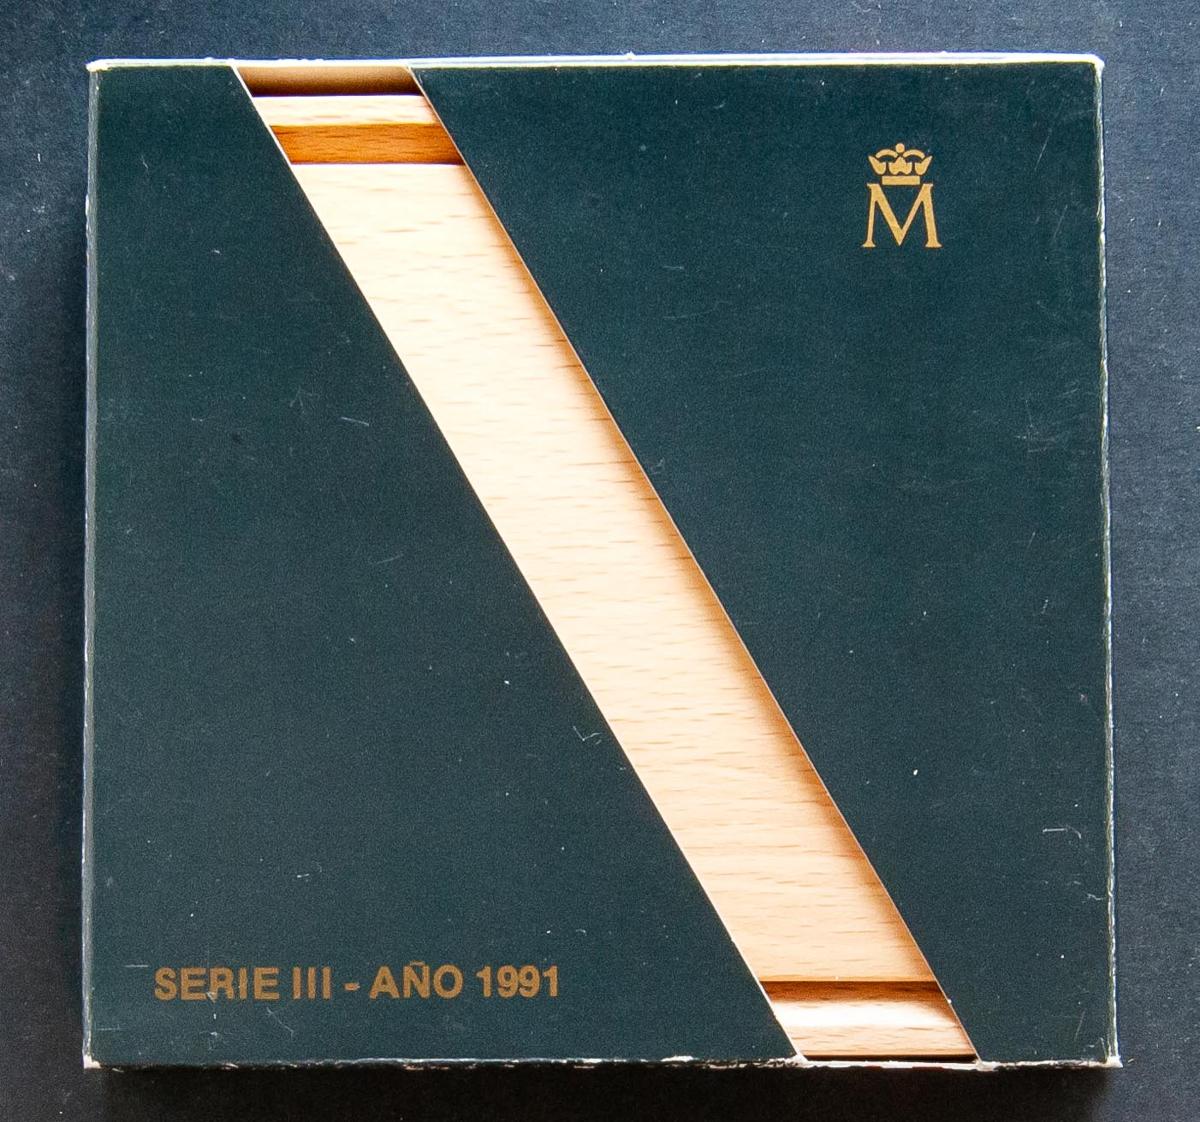 M
SERIE III - AÑO 1991